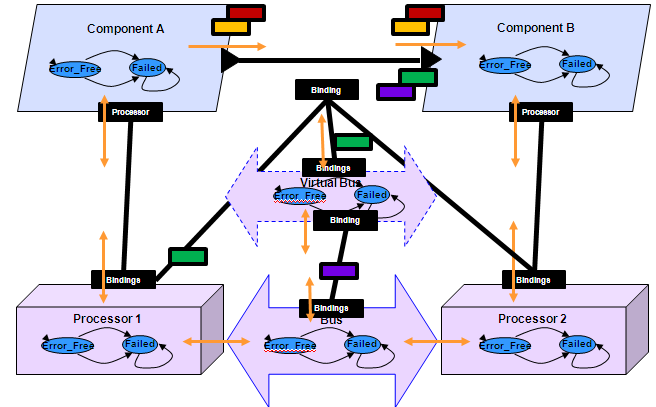 Component A
Component B
Error_Free
Failed
Error_Free
Failed
Binding
Processor
Processor
Bindings
Virtual Bus
Error_Free
Failed
Binding
Bindings
Bindings
Bindings
Processor 1
Bus
Processor 2
Error_Free
Failed
Error_Free
Failed
Error_Free
Failed